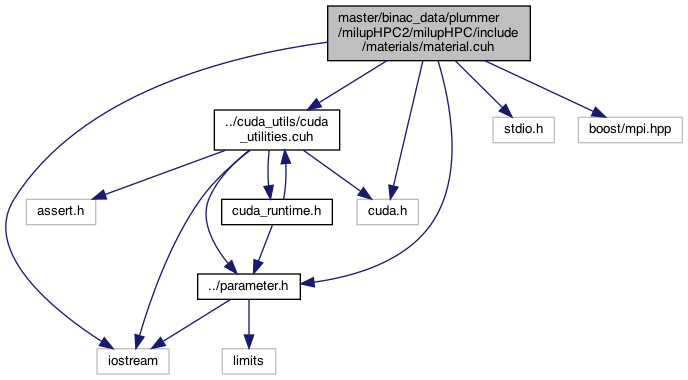 master/binac_data/plummer
/milupHPC2/milupHPC/include
/materials/material.cuh
../cuda_utils/cuda
_utilities.cuh
stdio.h
boost/mpi.hpp
assert.h
cuda_runtime.h
cuda.h
../parameter.h
iostream
limits